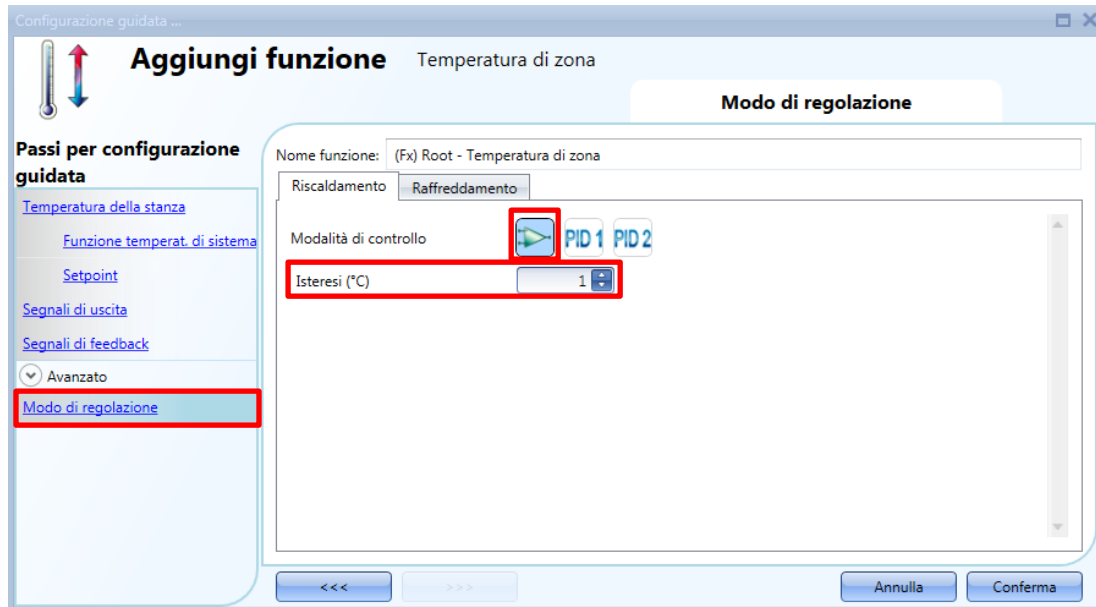 Configurazione guidata ...
Aggiungi funzione Temperatura di zona
Modo di regolazione
Passi per configurazione
guidata
Temperatura della stanza
Funzione temperat. di sistema
Setpoint
Segnali di uscita
Segnali di feedback
Avanzato
Modo di regolazione
Nome funzione: (Fx) Root - Temperatura di zona
Riscaldamento Raffreddamento
Modalità di controllo PID 1 PID 2
Isteresi (°C) 1
<<< >>> Annulla Conferma